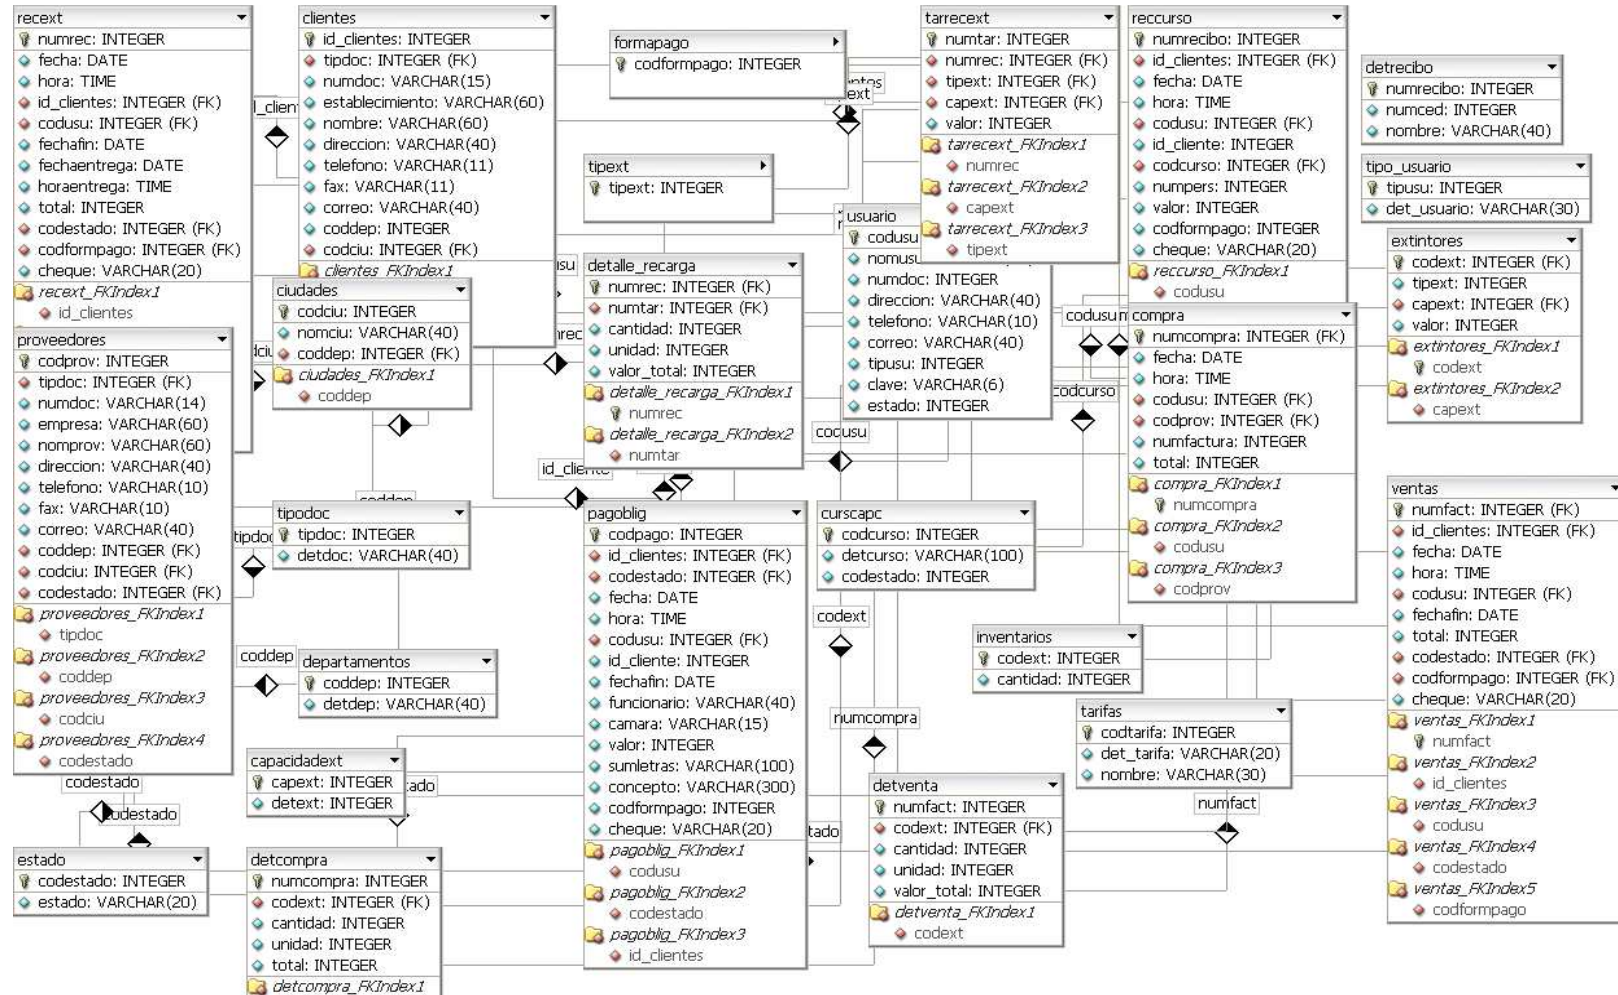 recext
numrec: INTEGER
fecha: DATE
hora: TIME
id_clientes: INTEGER (FK)
codusu: INTEGER (FK)
fechafin: DATE
fechaentrega: DATE
horaentrega: TIME
total: INTEGER
codestado: INTEGER (FK)
codformpago: INTEGER (FK)
cheque: VARCHAR(20)
recext_FKIndex1
id_clientes
proveedores
codprov: INTEGER
tipdoc: INTEGER (FK)
numdoc: VARCHAR(14)
empresa: VARCHAR(60)
nomprov: VARCHAR(60)
direccion: VARCHAR(40)
telefono: VARCHAR(10)
fax: VARCHAR(10)
correo: VARCHAR(40)
coddep: INTEGER (FK)
codciu: INTEGER (FK)
codestado: INTEGER (FK)
proveedores_FKIndex1
tipdoc
proveedores_FKIndex2
coddep
proveedores_FKIndex3
codciu
proveedores_FKIndex4
codestado
codestado
estado
codestado: INTEGER
estado: VARCHAR(20)
clientes
id_clientes: INTEGER
tipdoc: INTEGER (FK)
numdoc: VARCHAR(15)
establecimiento: VARCHAR(60)
nombre: VARCHAR(60)
direccion: VARCHAR(40)
telefono: VARCHAR(11)
fax: VARCHAR(11)
correo: VARCHAR(40)
coddep: INTEGER
codciu: INTEGER (FK)
clientes_FKIndex1
ciudades
codciu: INTEGER
nomciu: VARCHAR(40)
coddep: INTEGER (FK)
ciudades_FKIndex1
coddep
tipodoc
tipdoc: INTEGER
detdoc: VARCHAR(40)
coddep
departamentos
coddep: INTEGER
detdep: VARCHAR(40)
capacidadext
capext: INTEGER
detext: INTEGER
detcompra
numcompra: INTEGER
codext: INTEGER (FK)
cantidad: INTEGER
unidad: INTEGER
total: INTEGER
detcompra_FKIndex1
formapago
codformpago: INTEGER
tipext
tipext: INTEGER
detalle_recarga
numrec: INTEGER (FK)
numtar: INTEGER (FK)
cantidad: INTEGER
unidad: INTEGER
valor_total: INTEGER
detalle_recarga_FKIndex1
numrec
detalle_recarga_FKIndex2
numtar
id_cliente
pagoblig
codpago: INTEGER
id_clientes: INTEGER (FK)
codestado: INTEGER (FK)
fecha: DATE
hora: TIME
codusu: INTEGER (FK)
id_cliente: INTEGER
fechafin: DATE
funcionario: VARCHAR(40)
camara: VARCHAR(15)
valor: INTEGER
sumletras: VARCHAR(100)
concepto: VARCHAR(300)
codformpago: INTEGER
cheque: VARCHAR(20)
pagoblig_FKIndex1
codusu
pagoblig_FKIndex2
codestado
pagoblig_FKIndex3
id_clientes
usuario
codusu
numdoc: INTEGER
direccion: VARCHAR(40)
telefono: VARCHAR(10)
correo: VARCHAR(40)
tipusu: INTEGER
clave: VARCHAR(6)
estado: INTEGER
codusu
curscapc
codcurso: INTEGER
detcurso: VARCHAR(100)
codestado: INTEGER
codext
numcompra
detventa
numfact: INTEGER
codext: INTEGER (FK)
cantidad: INTEGER
unidad: INTEGER
valor_total: INTEGER
detventa_FKIndex1
codext
tarrecext
numtar: INTEGER
numrec: INTEGER (FK)
tipext: INTEGER (FK)
capext: INTEGER (FK)
valor: INTEGER
tarrecext_FKIndex1
numrec
tarrecext_FKIndex2
capext
tarrecext_FKIndex3
tipext
reccurso
numrecibo: INTEGER
id_clientes: INTEGER (FK)
fecha: DATE
hora: TIME
codusu: INTEGER (FK)
id_cliente: INTEGER
codcurso: INTEGER (FK)
numpers: INTEGER
valor: INTEGER
codformpago: INTEGER
cheque: VARCHAR(20)
reccurso_FKIndex1
codusu
codusu
codcurso
compra
numcompra: INTEGER (FK)
fecha: DATE
hora: TIME
codusu: INTEGER (FK)
codprov: INTEGER (FK)
numfactura: INTEGER
total: INTEGER
compra_FKIndex1
numcompra
compra_FKIndex2
codusu
compra_FKIndex3
codprov
inventarios
codext: INTEGER
cantidad: INTEGER
tarifas
codtarifa: INTEGER
det_tarifa: VARCHAR(20)
nombre: VARCHAR(30)
numfact
detrecibo
numrecibo: INTEGER
numced: INTEGER
nombre: VARCHAR(40)
tipo_usuario
tipusu: INTEGER
det_usuario: VARCHAR(30)
extintores
codext: INTEGER (FK)
tipext: INTEGER
capext: INTEGER (FK)
valor: INTEGER
extintores_FKIndex1
codext
extintores_FKIndex2
capext
ventas
numfact: INTEGER (FK)
id_clientes: INTEGER (FK)
fecha: DATE
hora: TIME
codusu: INTEGER (FK)
fechafin: DATE
total: INTEGER
codestado: INTEGER (FK)
codformpago: INTEGER (FK)
cheque: VARCHAR(20)
ventas_FKIndex1
numfact
ventas_FKIndex2
id_clientes
ventas_FKIndex3
codusu
ventas_FKIndex4
codestado
ventas_FKIndex5
codformpago